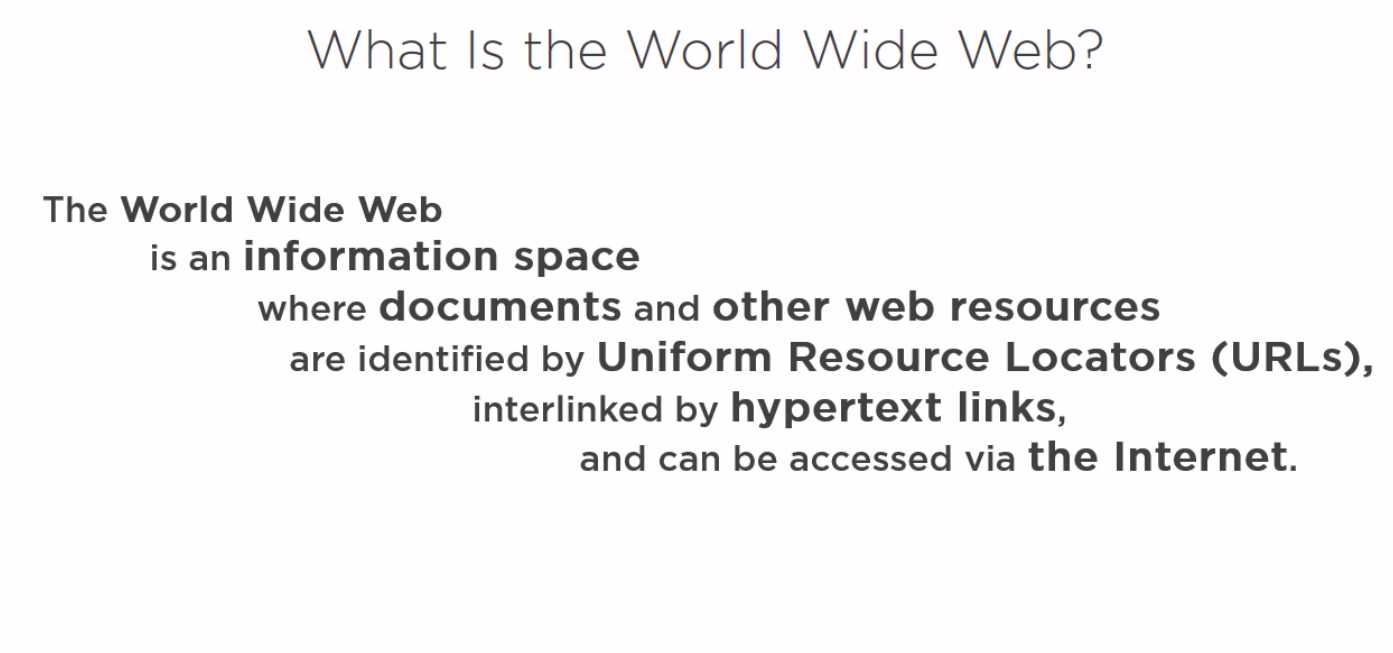 What Is the World Wide Web?
The World Wide Web
is an information space
where documents and other web resources
are identified by Uniform Resource Locators (URLs),
interlinked by hypertext links,
and can be accessed via the Internet.